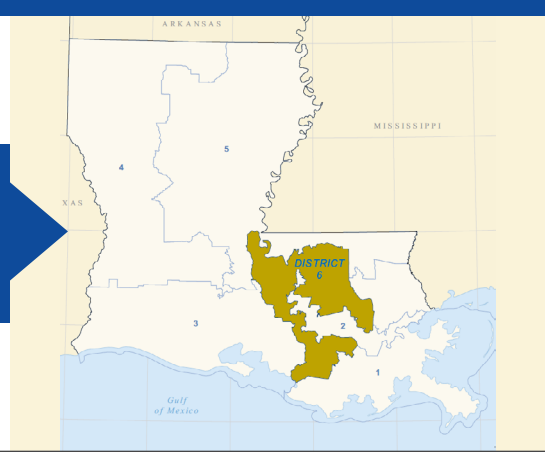 ARKANSAS
MISSISSIPPI
5
4
XAS
DISTRICT
6
3
2
1
Gulf
of Mexico